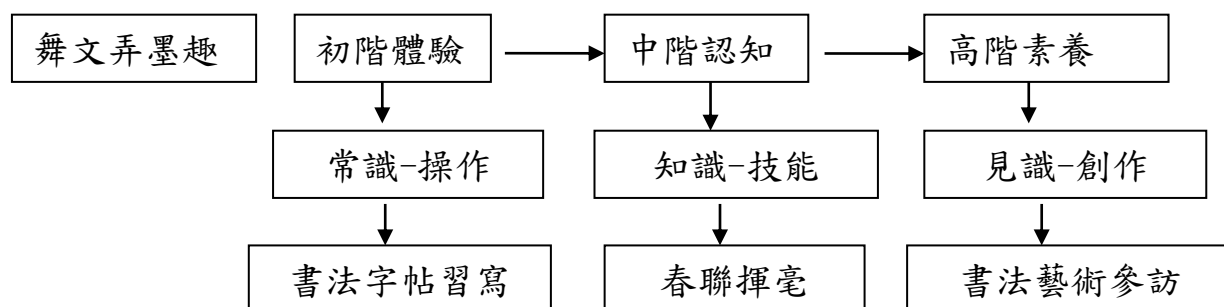 舞文弄墨趣 初階體驗 中階認知 高階素養
常識-操作 知識-技能 見識-創作
書法字帖習寫 春聯揮毫 書法藝術參訪